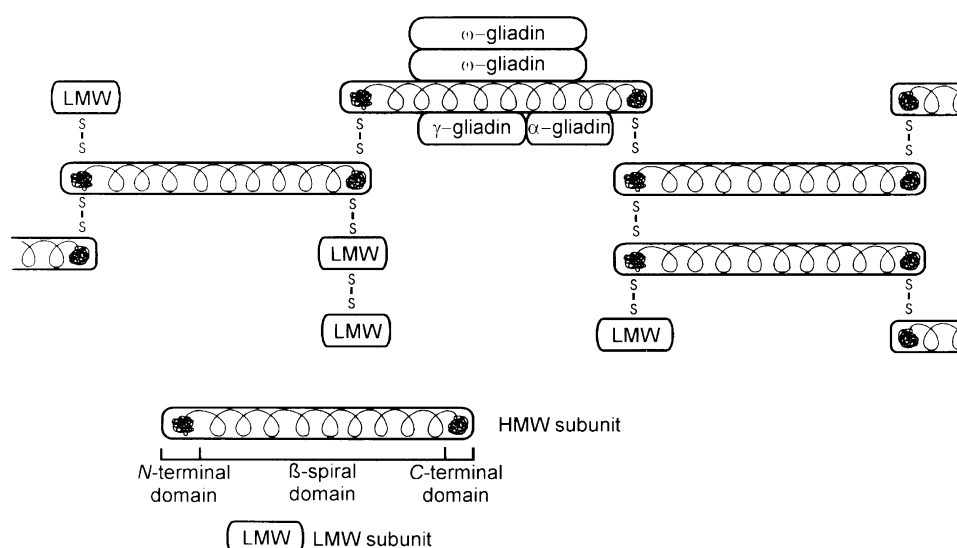 ω-gliadin
ω-gliadin
LMW
γ-gliadin α-gliadin
S S S S
S S S S
S S S
S S S
LMW
S S S
S S S
LMW LMW
HMW subunit
N-terminal domain
ß-spiral domain
C-terminal domain
LMW LMW subunit